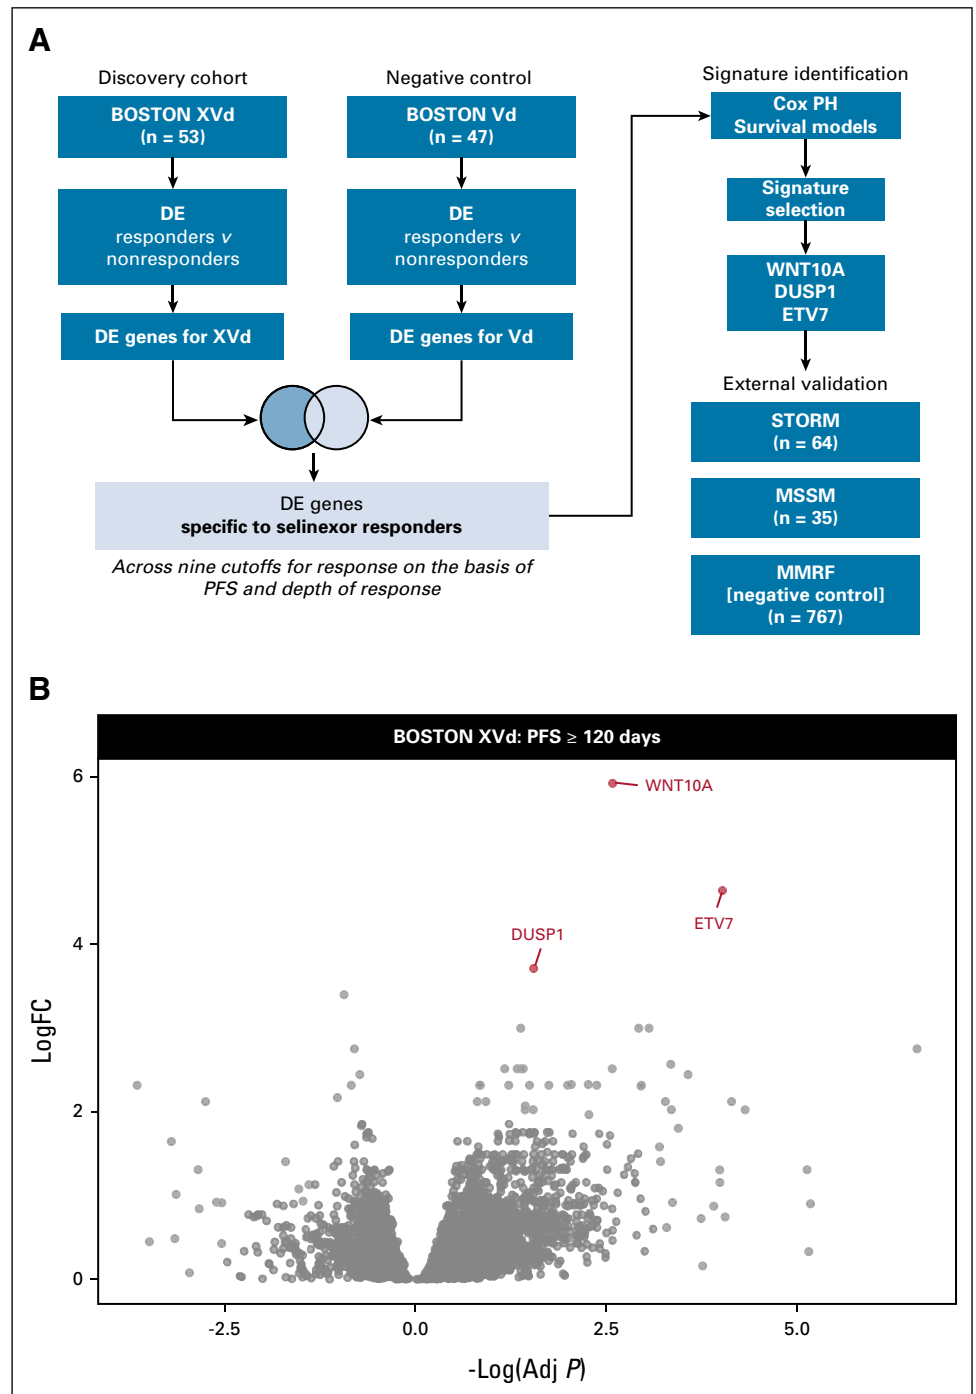 A
Discovery cohort
BOSTON XVd
(n = 53)
DE
responders v
nonresponders
DE genes for XVd
Negative control
BOSTON Vd
(n = 47)
DE
responders v
nonresponders
DE genes for Vd
DE genes
specific to selinexor responders
Across nine cutoffs for response on the basis of
PFS and depth of response
Signature identification
Cox PH
Survival models
Signature
selection
WNT10A
DUSP1
ETV7
External validation
STORM
(n = 64)
MSSM
(n = 35)
MMRF
[negative control]
(n = 767)
B
BOSTON XVd: PFS ≥ 120 days
LogFC
6
4
2
0
WNT10A
ETV7
DUSP1
-2.5
0.0
2.5
5.0
-Log(Adj P)